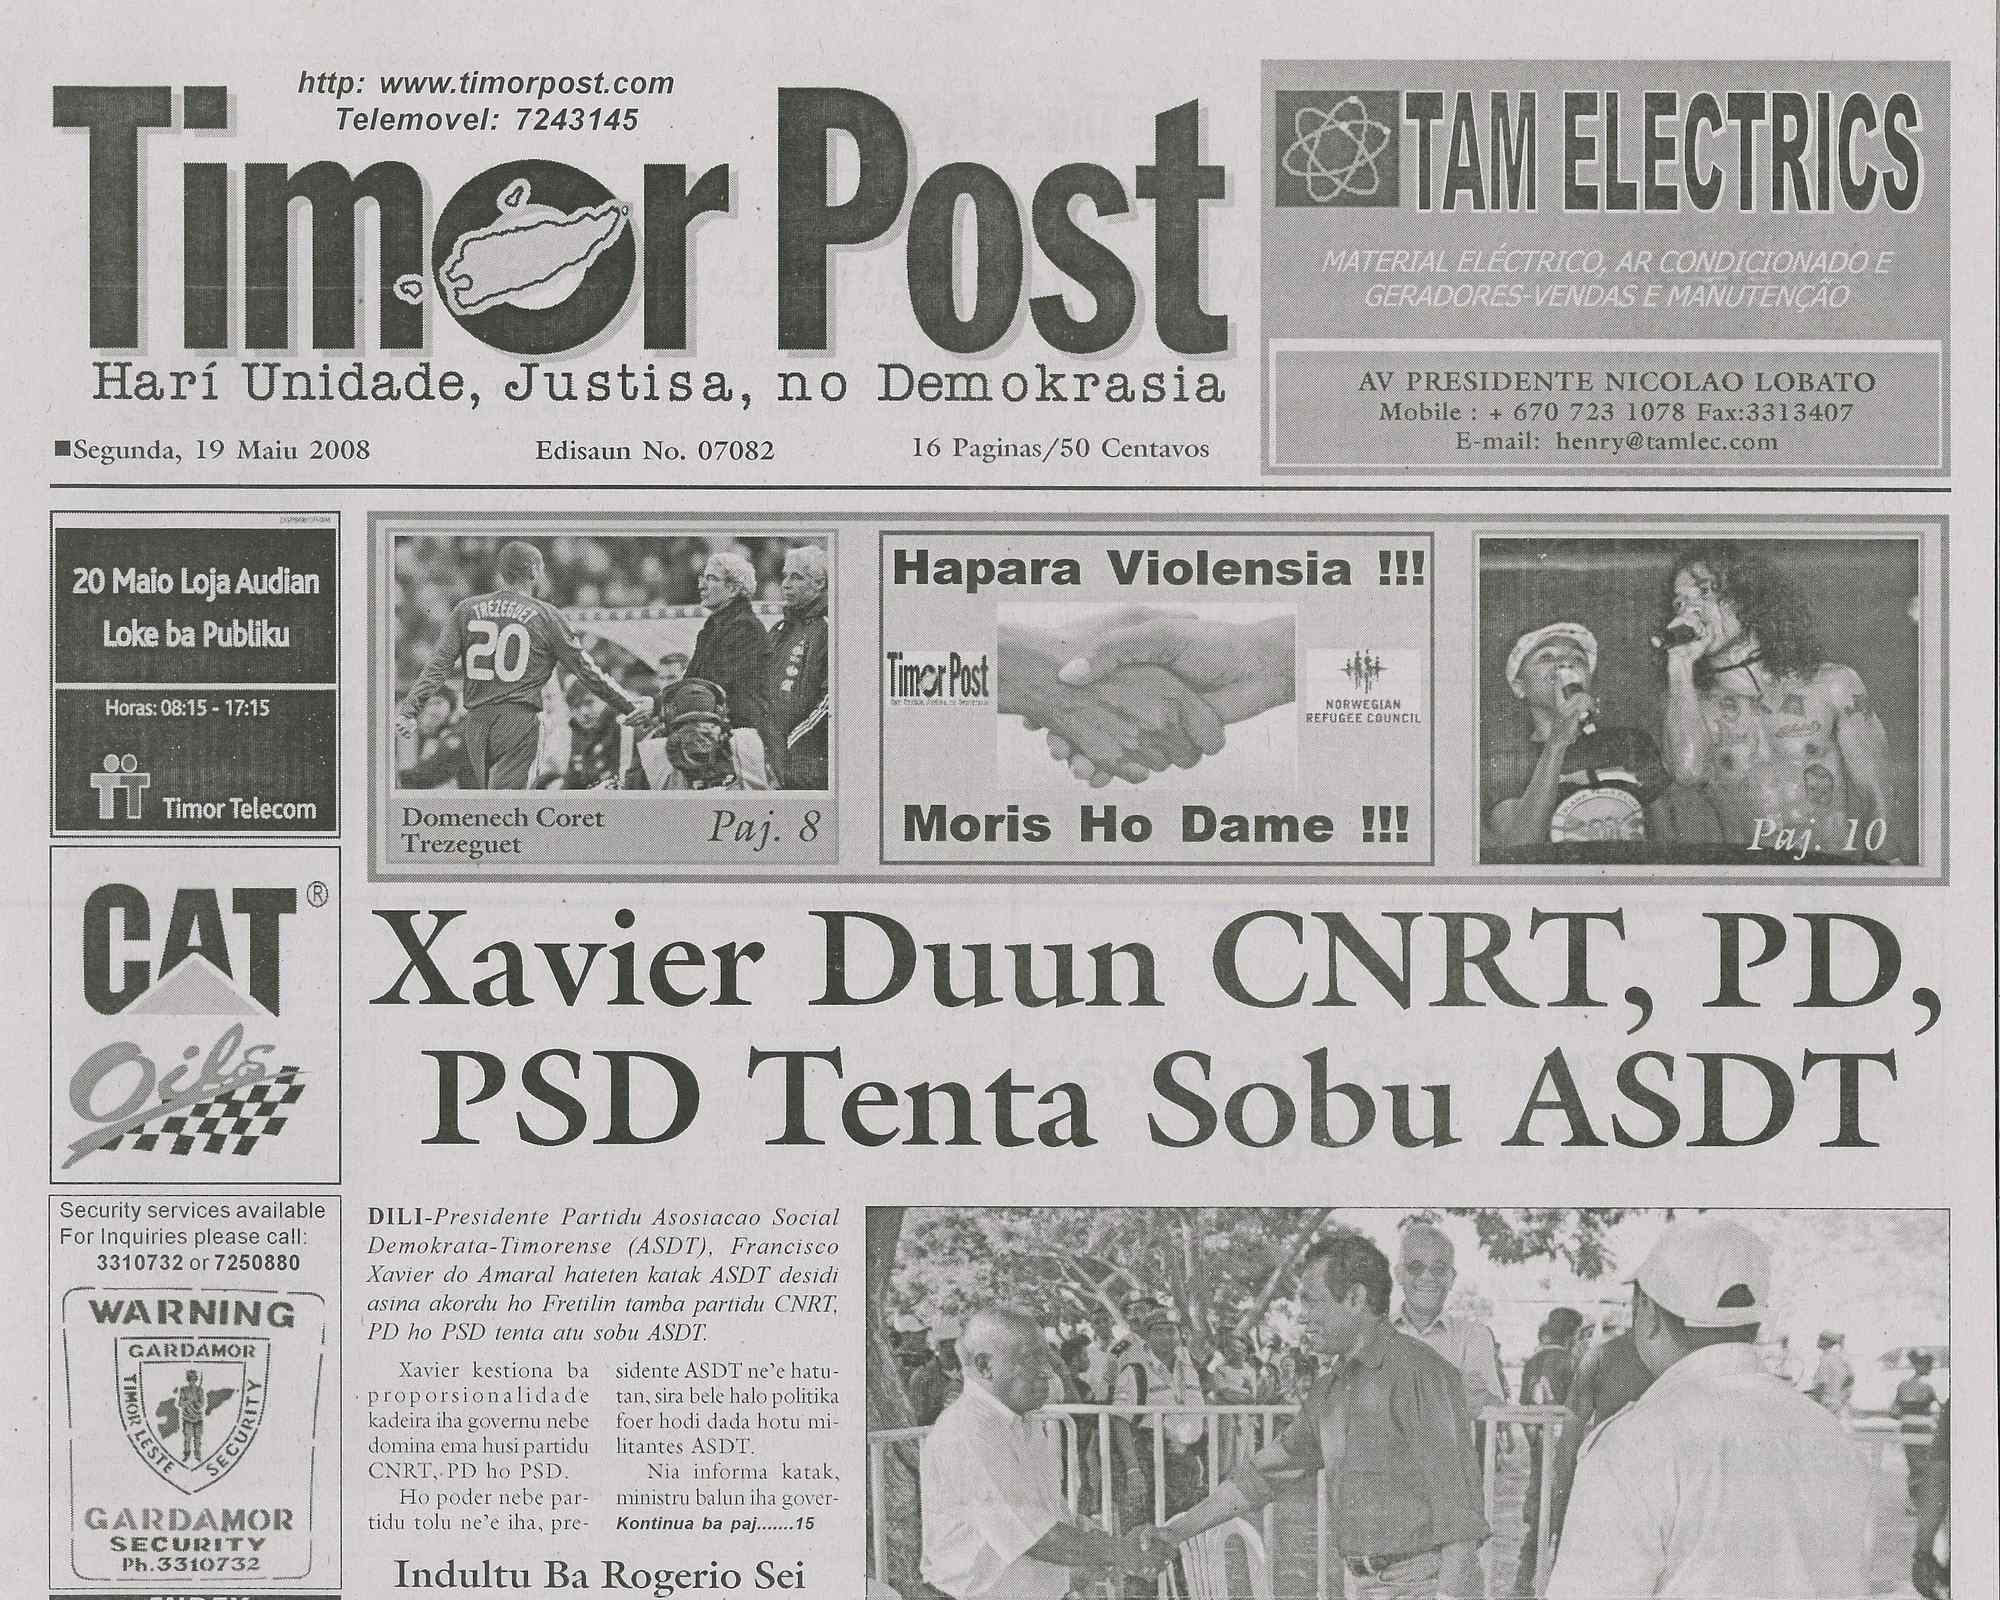 http: www.timorpost.com
Telemovel: 7243145
Timor Post
Harí Unidade, Justisa, no Demokrasia
Segunda, 19 Maiu 2008
Edisaun No. 07082
16 Paginas/50 Centavos
TAM ELECTRICS
MATERIAL ELÉCTRICO, AR CONDICIONADO E
GERADORES-VENDAS E MANUTENÇÃO
AV PRESIDENTE NICOLAO LOBATO
Mobile : + 670 723 1078 Fax:3313407
E-mail: henry@tamlec.com
20 Maio Loja Audian
Loke ba Publiku
Horas: 08:15 - 17:15
Timor Telecom
TREZEGUET
20
Domenech Coret
Trezeguet
Paj. 8
Hapara Violensia !!!
Timor Post
NORWEGIAN
REFUGEE COUNCIL
Moris Ho Dame !!!
Paj. 10
CAT®
Oils
Security services available
For Inquiries please call:
3310732 or 7250880
WARNING
GARDAMOR
TIMOR LESTE
SECURITY
GARDAMOR
SECURITY
Ph.3310732
INDEX
Xavier Duun CNRT, PD,
PSD Tenta Sobu ASDT
DILI-Presidente Partidu Asosiacao Social
Demokrata-Timorense (ASDT), Francisco
Xavier do Amaral hateten katak ASDT desidi
asina akordu ho Fretilin tamba partidu CNRT,
PD ho PSD tenta atu sobu ASDT.
Xavier kestiona ba
proporsionalidade
kadeira iha governu nebe
domina ema husi partidu
CNRT, PD ho PSD.
Ho poder nebe par-
tidu tolu ne'e iha, pre-
sidente ASDT ne'e hatu-
tan, sira bele halo politika
foer hodi dada hotu mi-
litantes ASDT.
Nia informa katak,
ministru balun iha gover-
Kontinua ba paj.......15
Indultu Ba Rogerio Sei